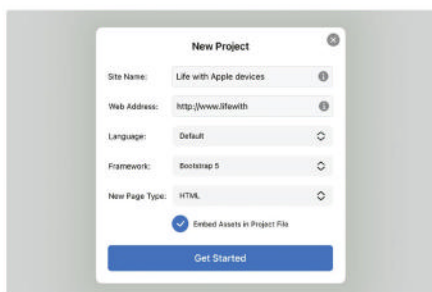 New Project
Site Name: Life with Apple devices
Web Address: http://www.lifewith
Language: Default
Framework: Bootstrap 5
New Page Type: HTML
Embed Assets in Project File
Get Started